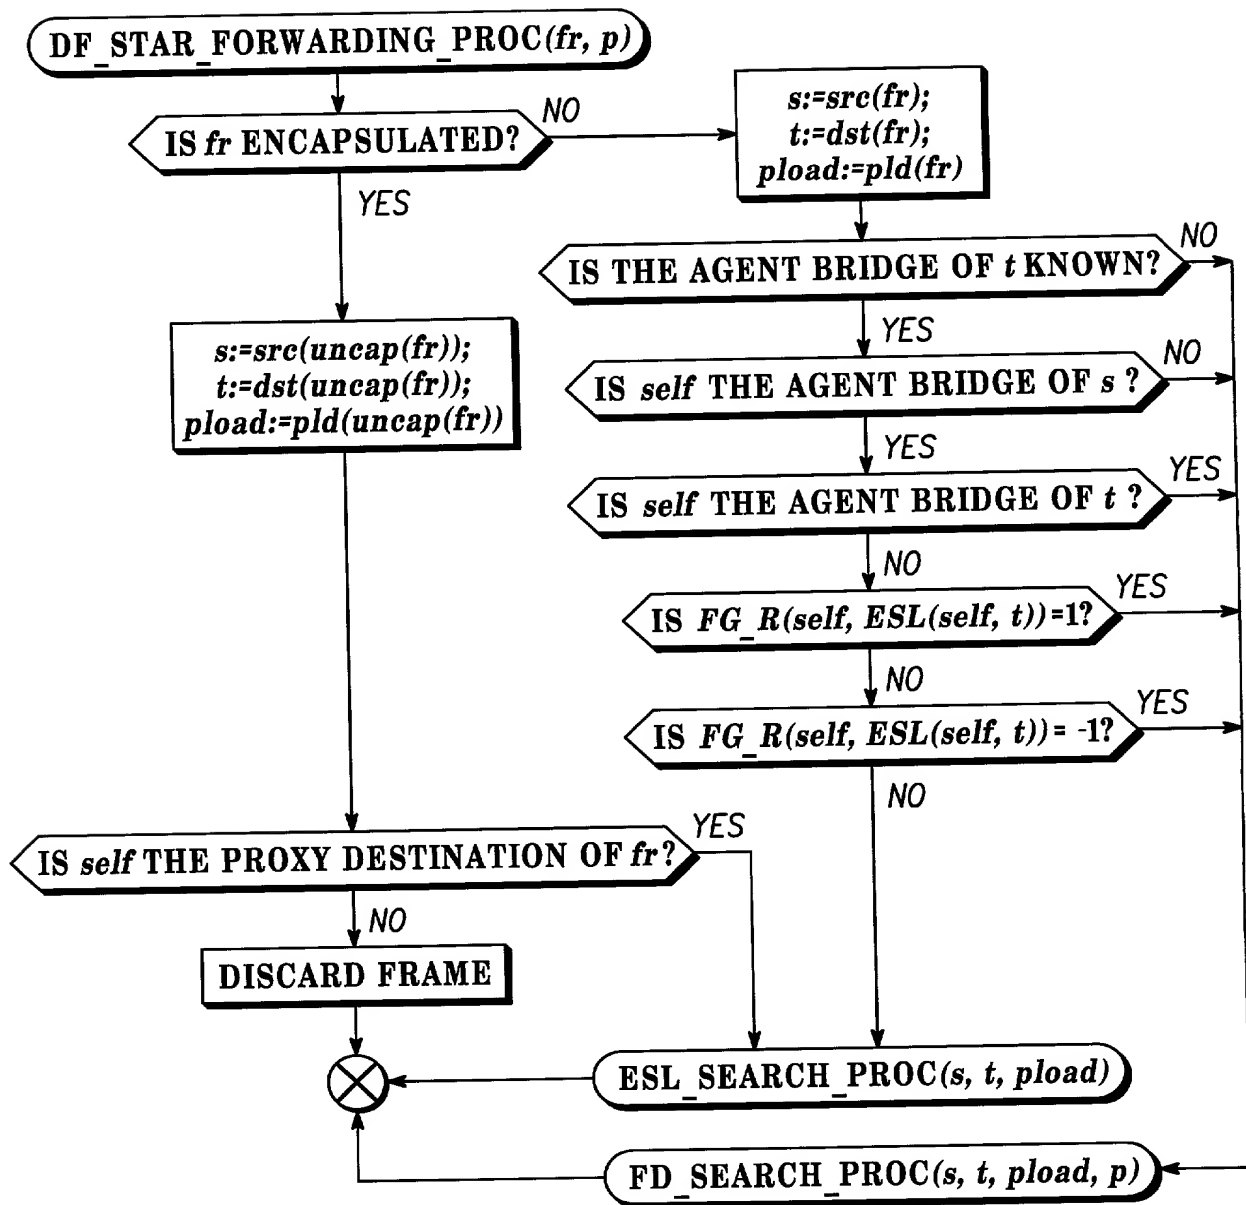 DF_STAR_FORWARDING_PROC(fr, p)
IS fr ENCAPSULATED?
NO
YES
s:=src(fr);
t:=dst(fr);
pload:=pld(fr)
IS THE AGENT BRIDGE OF t KNOWN?
NO
YES
IS self THE AGENT BRIDGE OF s ?
NO
YES
IS self THE AGENT BRIDGE OF t ?
YES
NO
IS FG_R(self, ESL(self, t))=1?
YES
NO
IS FG_R(self, ESL(self, t))= -1?
YES
NO
s:=src(uncap(fr));
t:=dst(uncap(fr));
pload:=pld(uncap(fr))
IS self THE PROXY DESTINATION OF fr?
YES
NO
DISCARD FRAME
ESL_SEARCH_PROC(s, t, pload)
FD_SEARCH_PROC(s, t, pload, p)